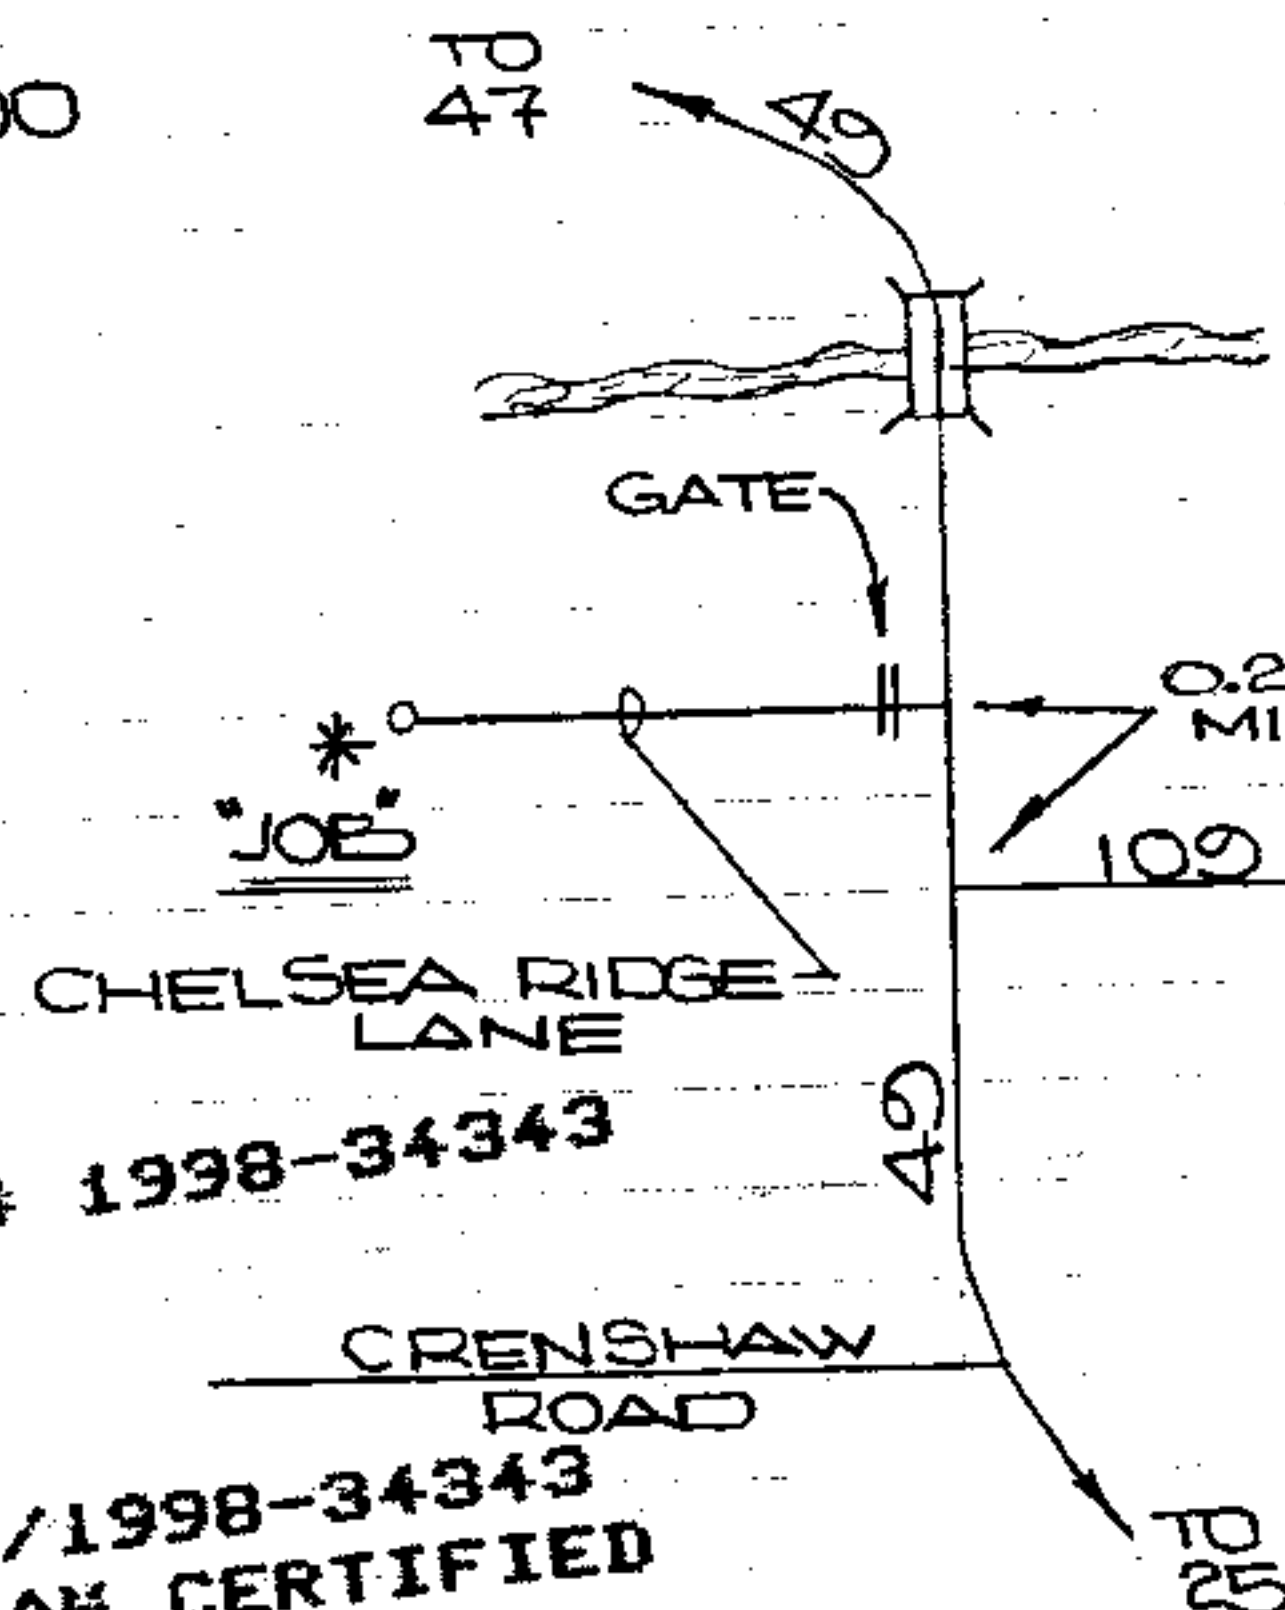 TO
47
49
GATE
0.2
MI
"JOB"
109
CHELSEA RIDGE
LANE
49
1998-34343
CRENSHAW
ROAD
/1998-34343
CERTIFIED
TO
25